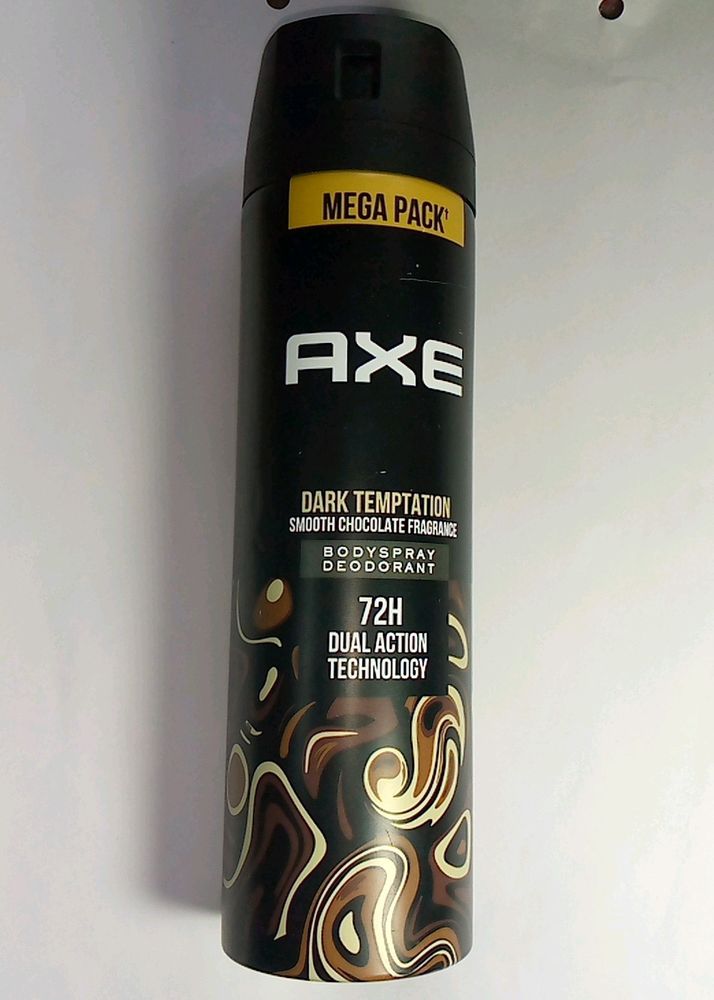 MEGA PACK†
AXE
DARK TEMPTATION
SMOOTH CHOCOLATE FRAGRANCE
BODYSPRAY
DEODORANT
72H
DUAL ACTION
TECHNOLOGY